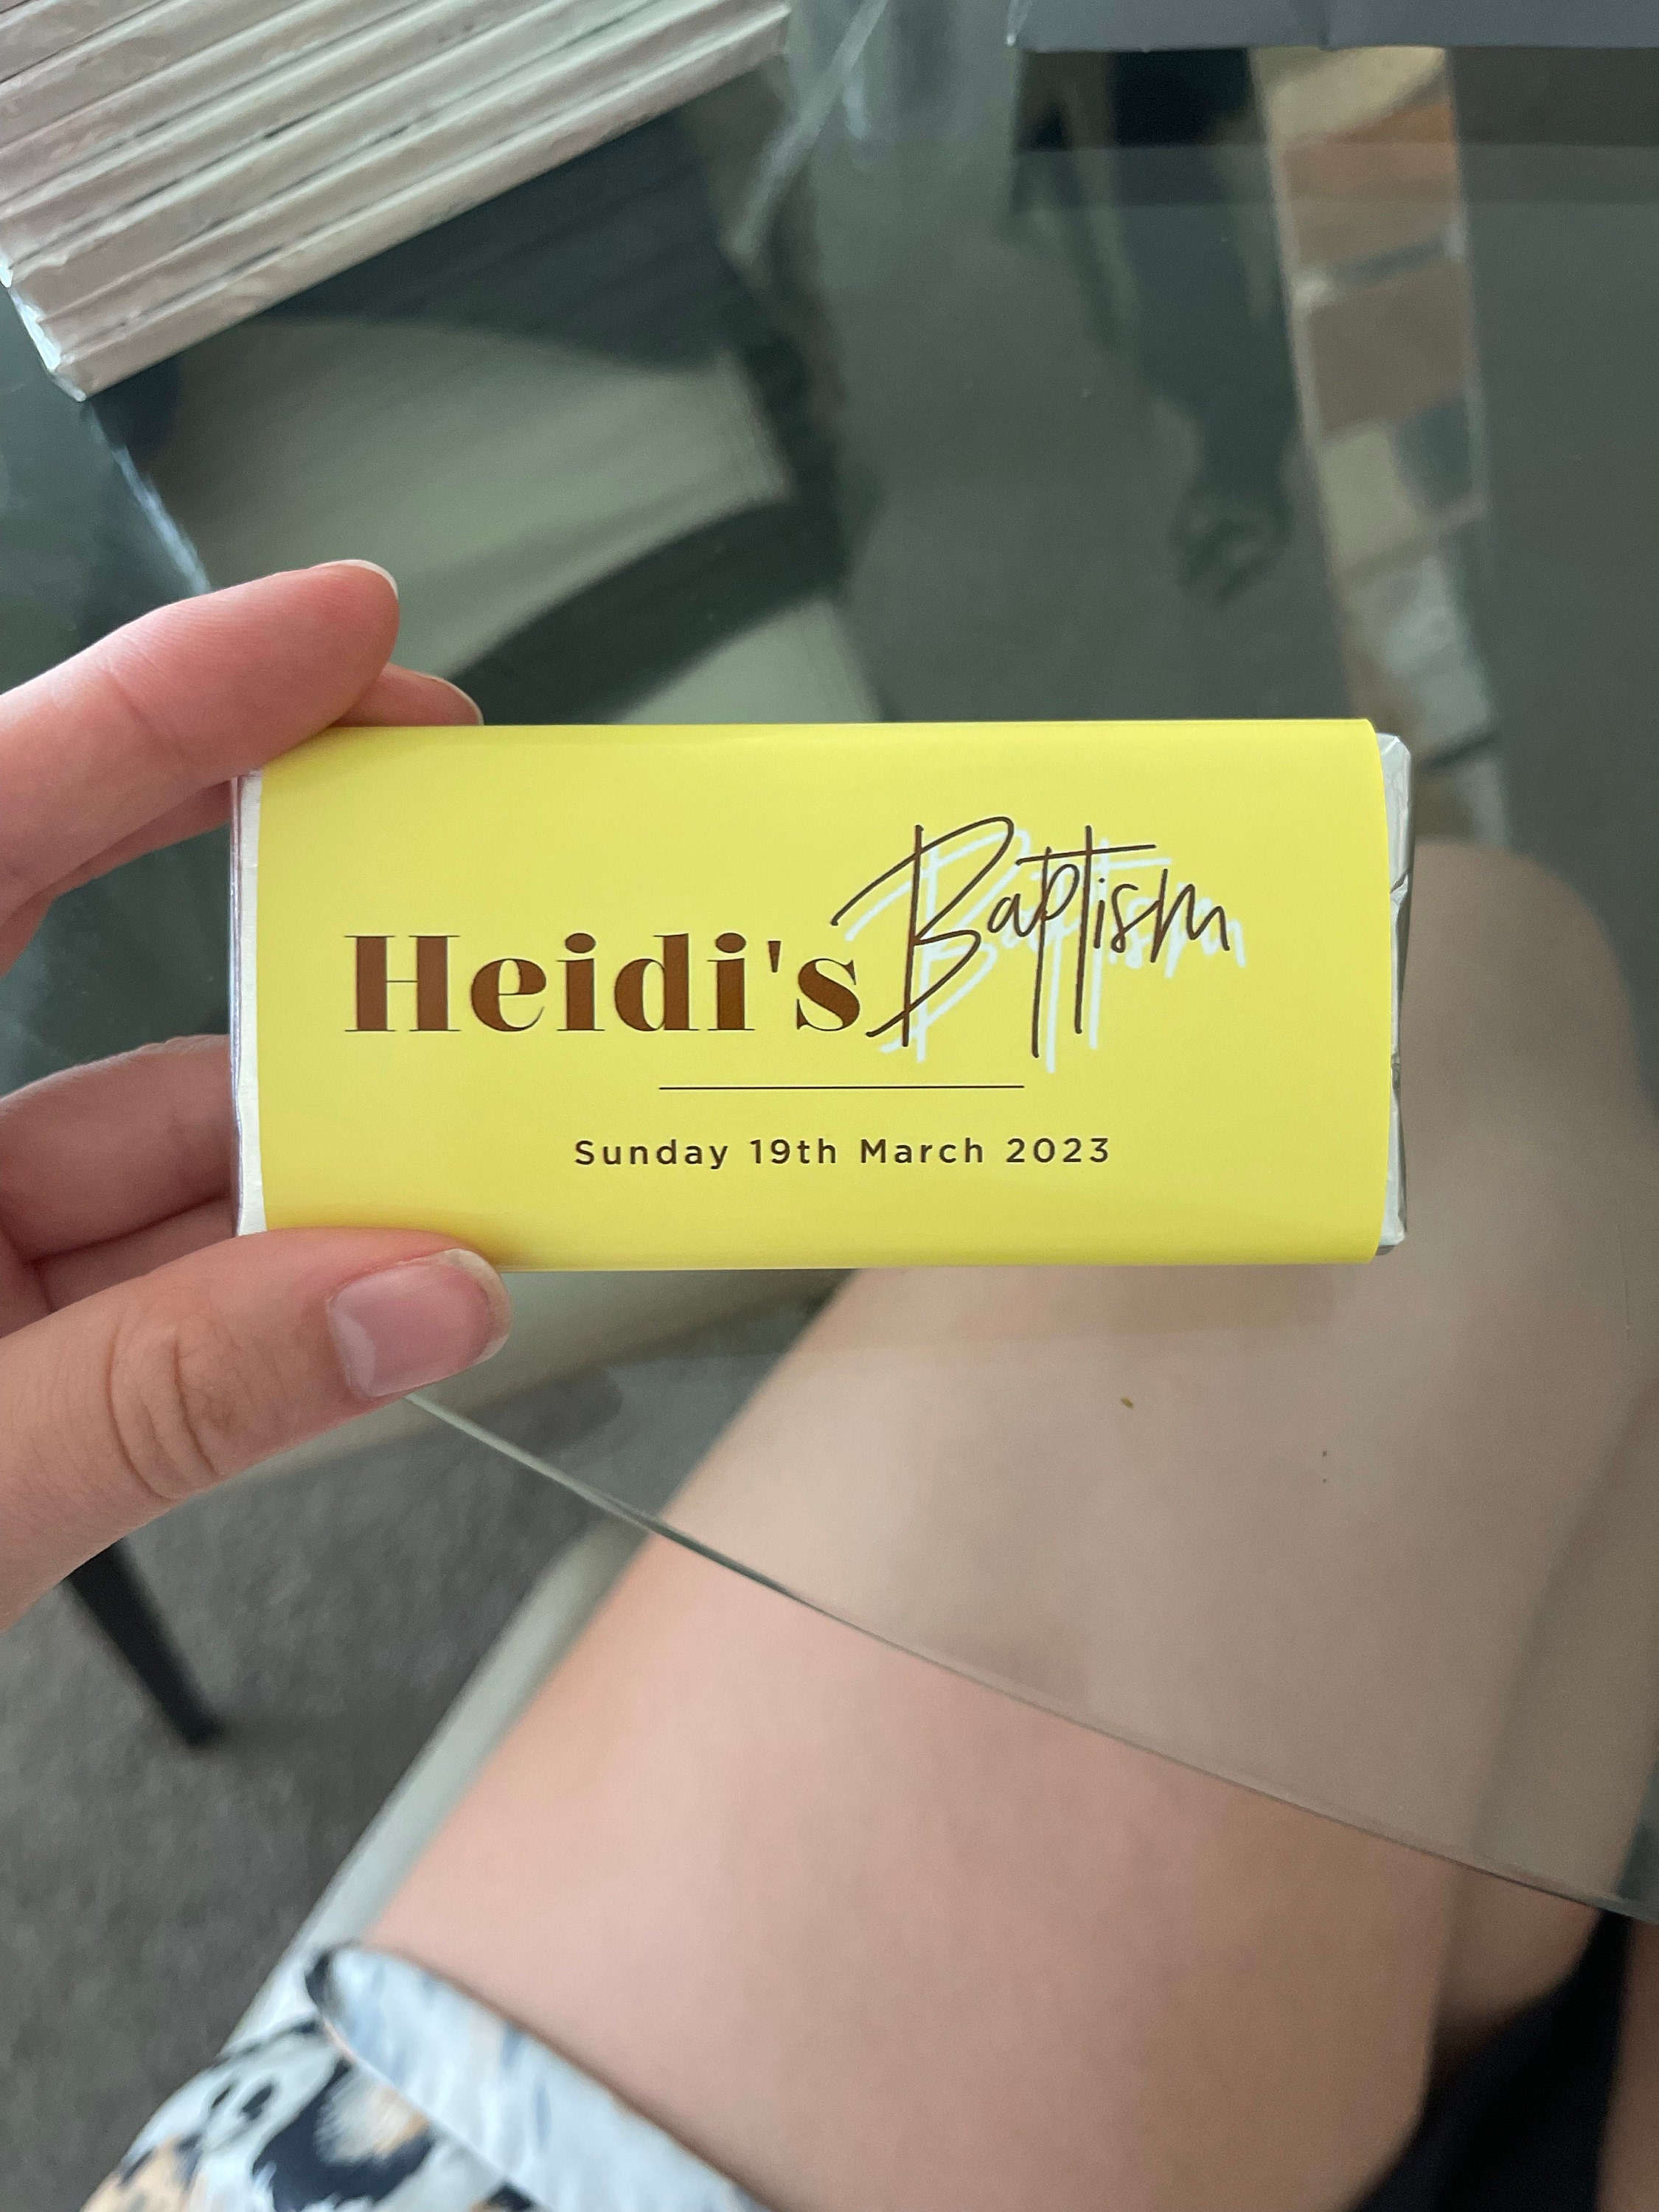 Heidi's Baptism
Sunday 19th March 2023